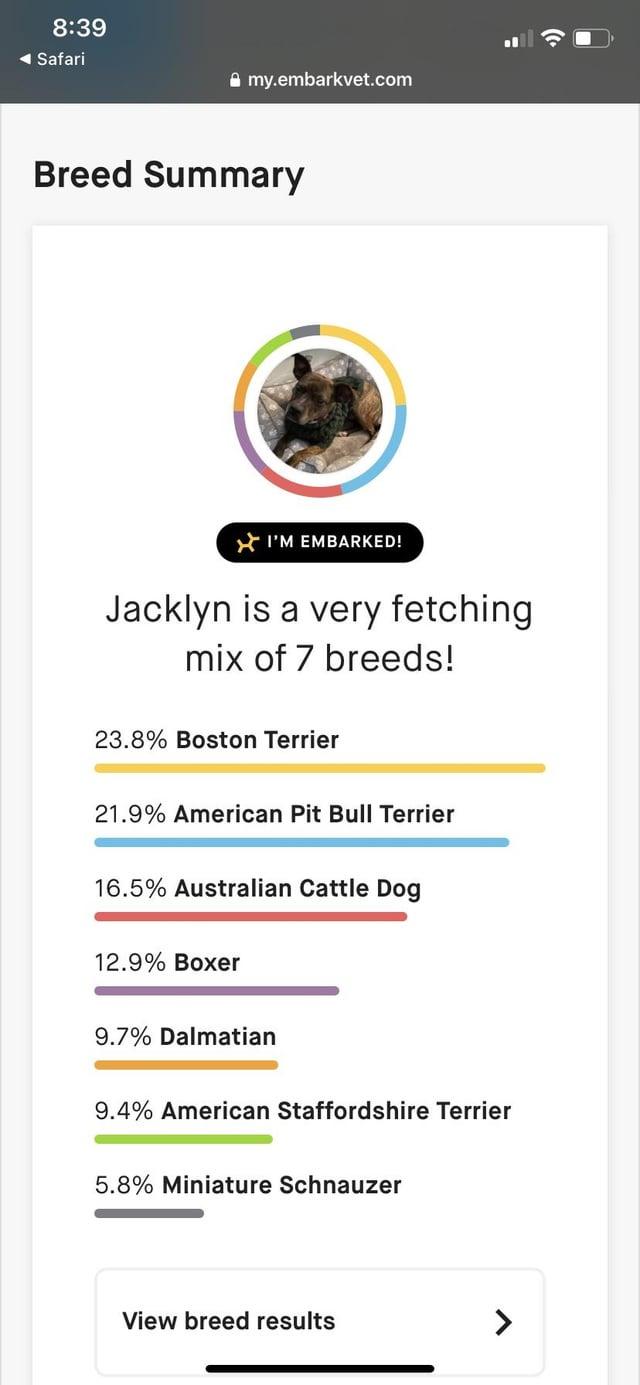 8:39
◀ Safari
my.embarkvet.com
Breed Summary
I'M EMBARKED!
Jacklyn is a very fetching
mix of 7 breeds!
23.8% Boston Terrier
21.9% American Pit Bull Terrier
16.5% Australian Cattle Dog
12.9% Boxer
9.7% Dalmatian
9.4% American Staffordshire Terrier
5.8% Miniature Schnauzer
View breed results